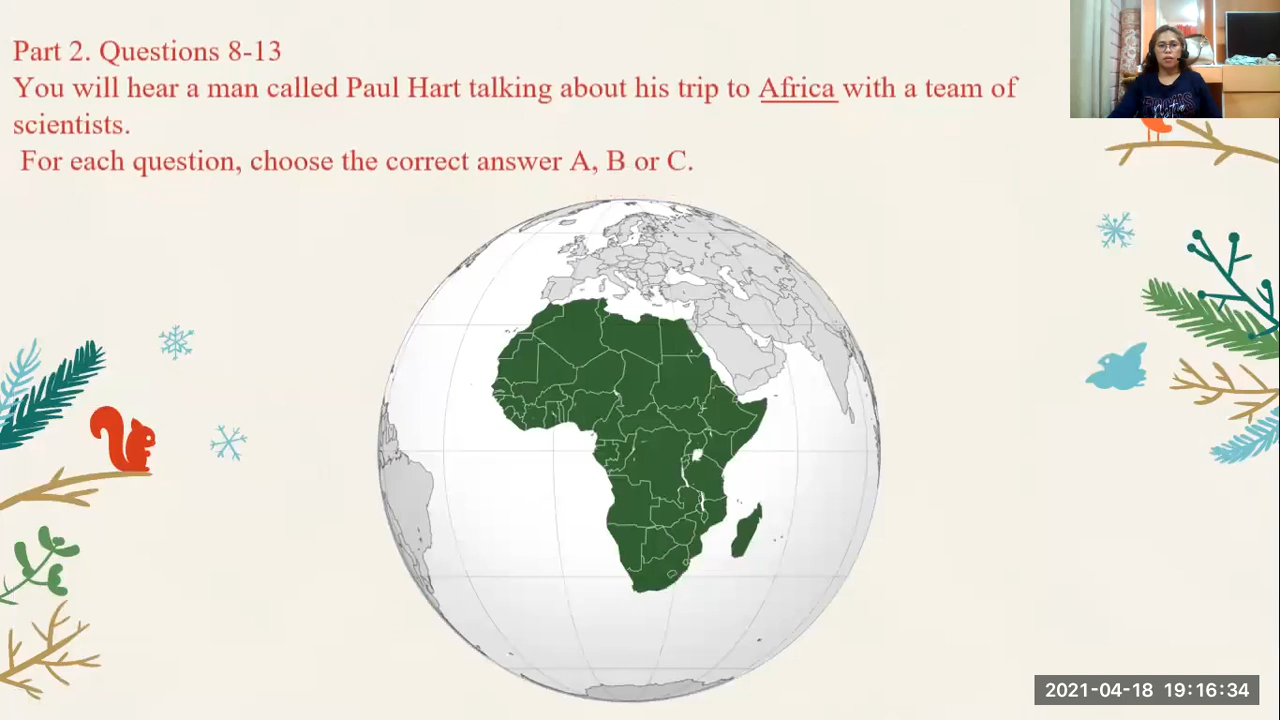 Part 2. Questions 8-13
You will hear a man called Paul Hart talking about his trip to Africa with a team of
scientists.
For each question, choose the correct answer A, B or C.
2021-04-18 19:16:34